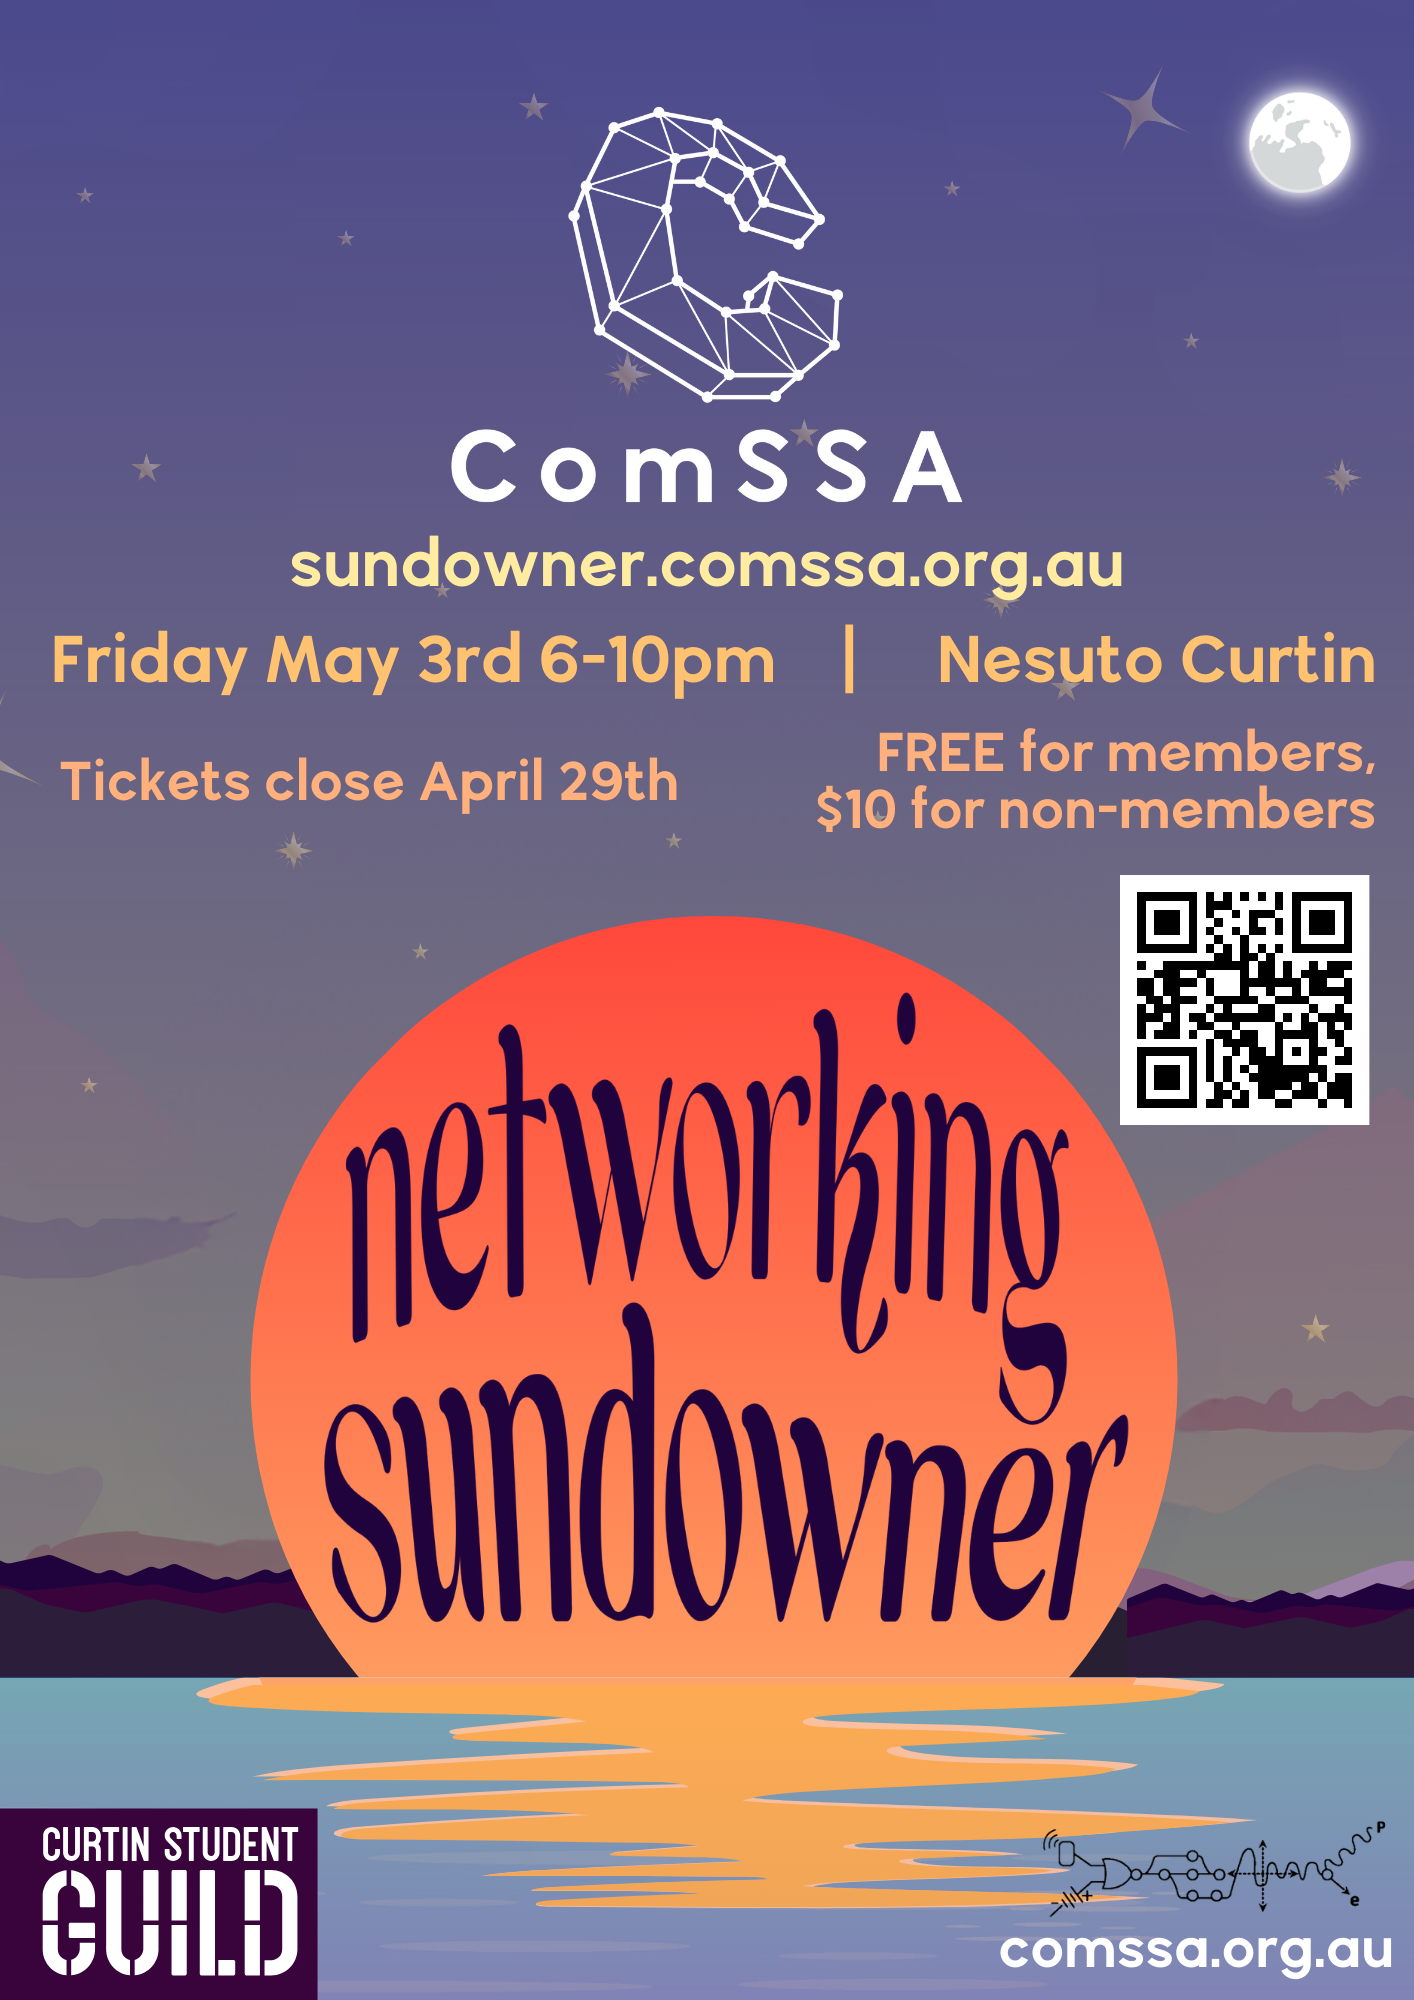 ComSSA
sundowner.comssa.org.au
Friday May 3rd 6-10pm | Nesuto Curtin
Tickets close April 29th
FREE for members,
$10 for non-members
networking
sundowner
CURTIN STUDENT
GUILD
P
e
comssa.org.au